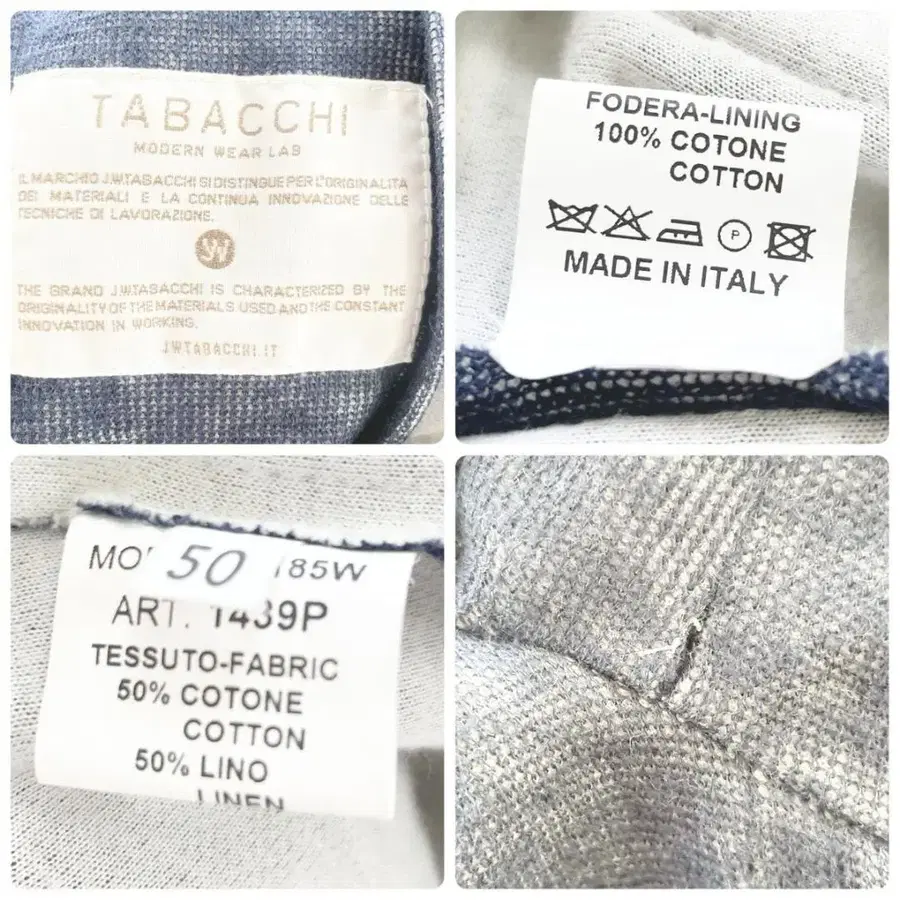 TABACCHI
MODERN WEAR LAB
IL MARCHIO J.W.TABACCHI SI DISTINGUE PER L'ORIGINALITA
DEI MATERIALI E LA CONTINUA INNOVAZIONE DELLE
TECNICHE DI LAVORAZIONE.
THE GRAND J.W.TABACCHI IS CHARACTERIZED BY THE
ORIGINALITY OF THE MATERIALS USED AND THE CONSTANT
INNOVATION IN WORKING.
J.W.TABACCHI.IT
FODERA-LINING
100% COTONE
COTTON
P
MADE IN ITALY
50 185W
ART. 1439P
TESSUTO-FABRIC
50% COTONE
COTTON
50% LINO
LINEN